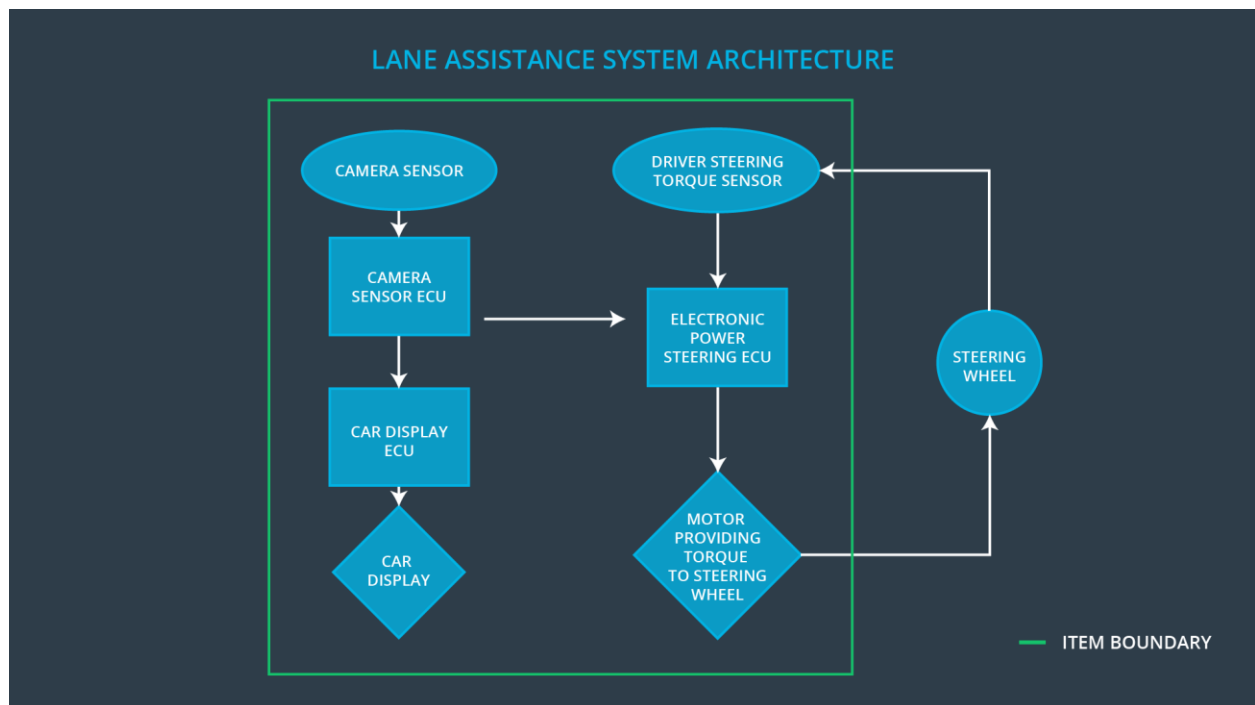 LANE ASSISTANCE SYSTEM ARCHITECTURE
CAMERA SENSOR
CAMERA
SENSOR ECU
CAR DISPLAY
ECU
CAR
DISPLAY
DRIVER STEERING
TORQUE SENSOR
ELECTRONIC
POWER
STEERING ECU
MOTOR
PROVIDING
TORQUE
TO STEERING
WHEEL
STEERING
WHEEL
ITEM BOUNDARY